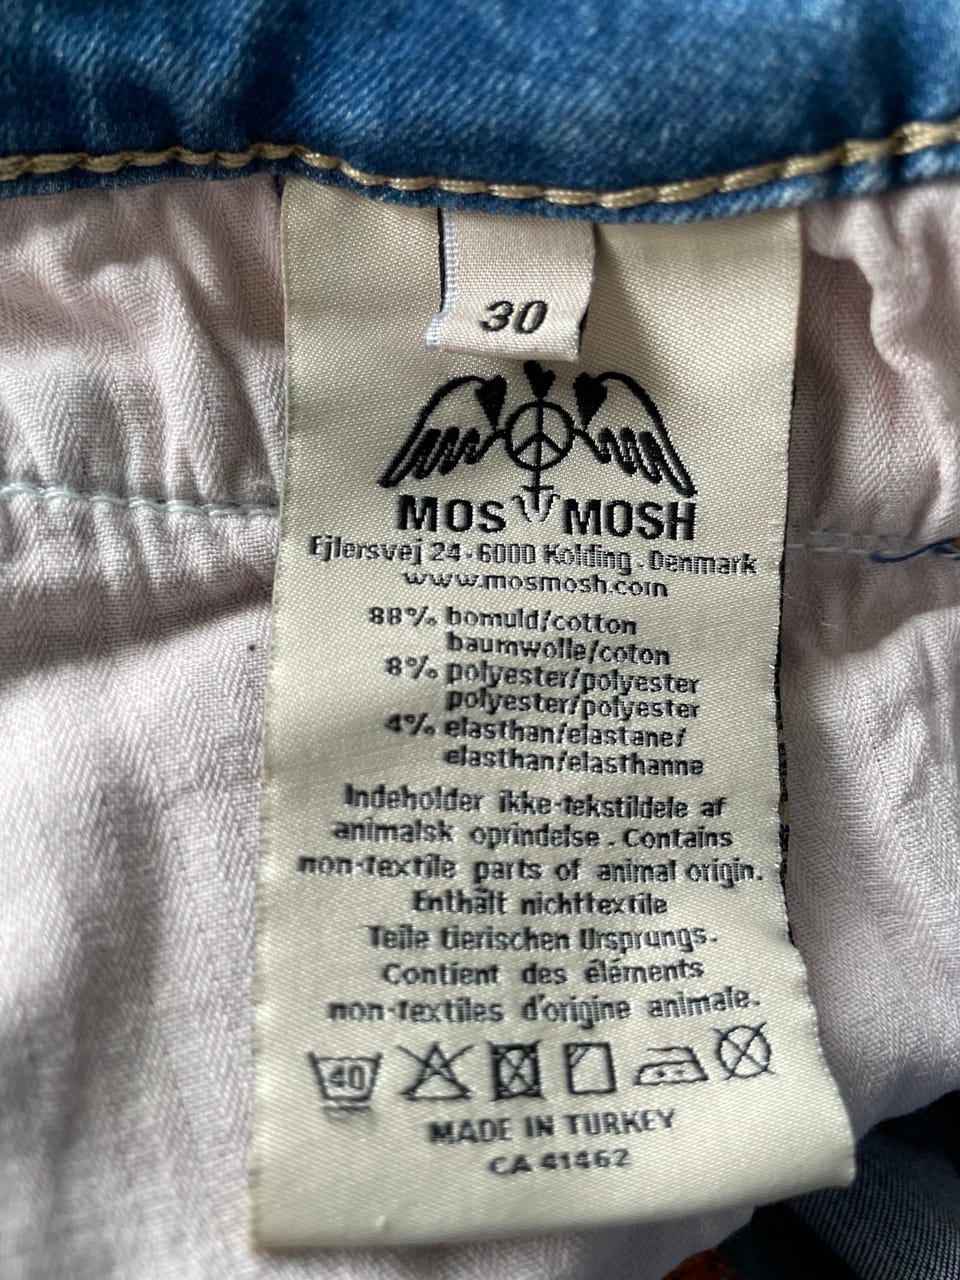 30
MOS MOSH
Ejlersvej 24-6000 Kolding . Denmark
www.mosmosh.com
88% bomuld/cotton
baumwolle/coton
8% polyester/polyester
polyester/polyester
4% elasthan/elastane/
elasthan/elasthanne
Indeholder ikke-tekstildele af
animalsk oprindelse . Contains
non-textile parts of animal origin.
Enthält nichttextile
Teile tierischen Ursprungs.
Contient des éléments
non-textiles d'origine animale.
40
MADE IN TURKEY
CA 41462